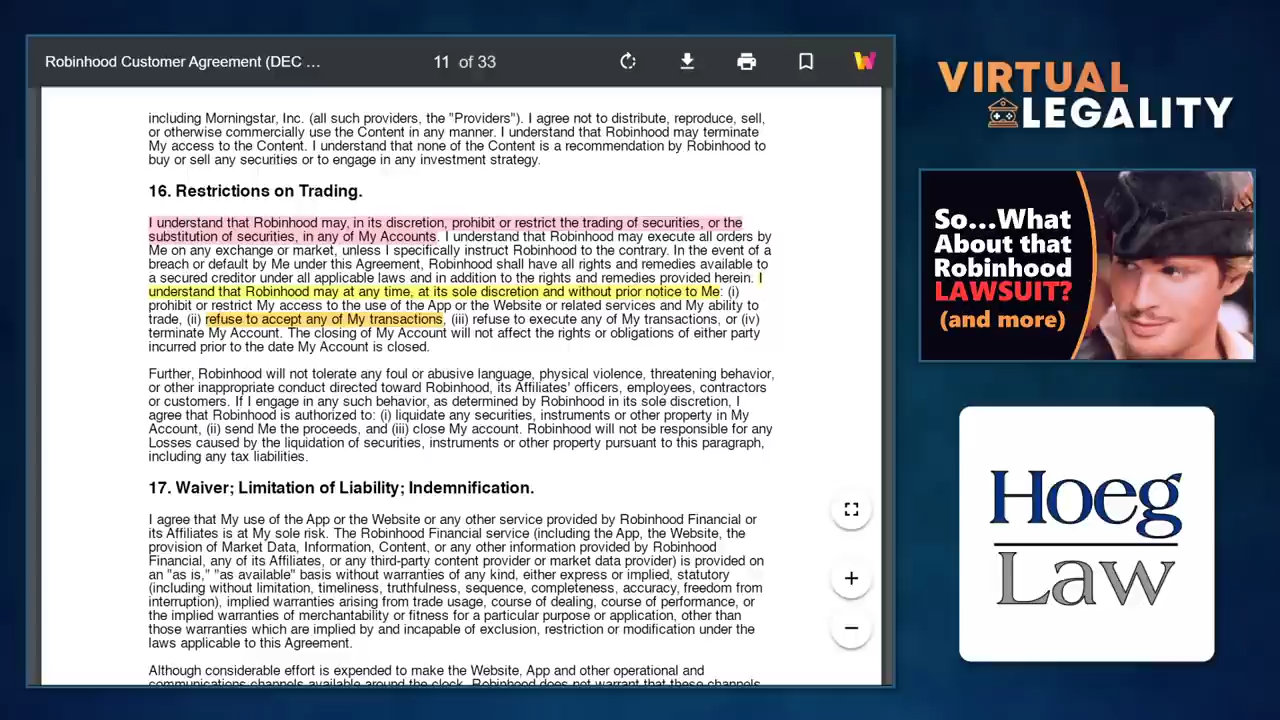 Robinhood Customer Agreement (DEC ...
11 of 33
including Morningstar, Inc. (all such providers, the "Providers"). I agree not to distribute, reproduce, sell,
or otherwise commercially use the Content in any manner. I understand that Robinhood may terminate
My access to the Content. I understand that none of the Content is a recommendation by Robinhood to
buy or sell any securities or to engage in any investment strategy.
16. Restrictions on Trading.
I understand that Robinhood may, in its discretion, prohibit or restrict the trading of securities, or the
substitution of securities, in any of My Accounts. I understand that Robinhood may execute all orders by
Me on any exchange or market, unless I specifically instruct Robinhood to the contrary. In the event of a
breach or default by Me under this Agreement, Robinhood shall have all rights and remedies available to
a secured creditor under all applicable laws and in addition to the rights and remedies provided herein. I
understand that Robinhood may at any time, at its sole discretion and without prior notice to Me: (i)
prohibit or restrict My access to the use of the App or the Website or related services and My ability to
trade, (ii) refuse to accept any of My transactions, (iii) refuse to execute any of My transactions, or (iv)
terminate My Account. The closing of My Account will not affect the rights or obligations of either party
incurred prior to the date My Account is closed.
Further, Robinhood will not tolerate any foul or abusive language, physical violence, threatening behavior,
or other inappropriate conduct directed toward Robinhood, its Affiliates' officers, employees, contractors
or customers. If I engage in any such behavior, as determined by Robinhood in its sole discretion, I
agree that Robinhood is authorized to: (i) liquidate any securities, instruments or other property in My
Account, (ii) send Me the proceeds, and (iii) close My account. Robinhood will not be responsible for any
Losses caused by the liquidation of securities, instruments or other property pursuant to this paragraph,
including any tax liabilities.
17. Waiver; Limitation of Liability; Indemnification.
I agree that My use of the App or the Website or any other service provided by Robinhood Financial or
its Affiliates is at My sole risk. The Robinhood Financial service (including the App, the Website, the
provision of Market Data, Information, Content, or any other information provided by Robinhood
Financial, any of its Affiliates, or any third-party content provider or market data provider) is provided on
an "as is," "as available" basis without warranties of any kind, either express or implied, statutory
(including without limitation, timeliness, truthfulness, sequence, completeness, accuracy, freedom from
interruption), implied warranties arising from trade usage, course of dealing, course of performance, or
the implied warranties of merchantability or fitness for a particular purpose or application, other than
those warranties which are implied by and incapable of exclusion, restriction or modification under the
laws applicable to this Agreement.
Although considerable effort is expended to make the Website, App and other operational and
communications channels available around the clock, Robinhood does not warrant that these channels
VIRTUAL
LEGALITY
So...What
About that
Robinhood
LAWSUIT?
(and more)
Hoeg
Law